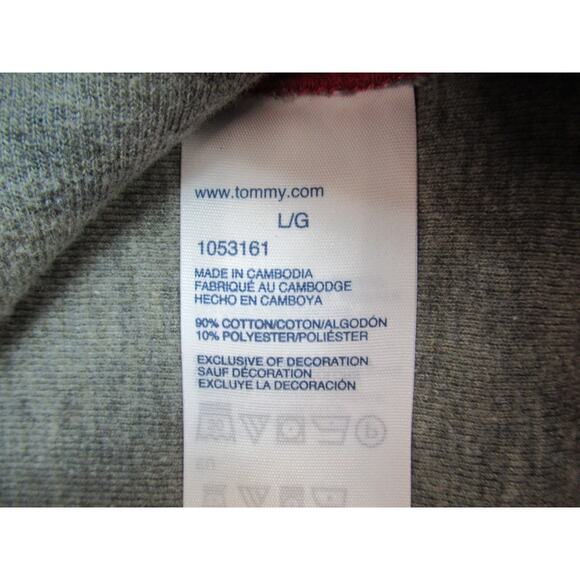 www.tommy.com
L/G
1053161
MADE IN CAMBODIA
FABRIQUÉ AU CAMBODGE
HECHO EN CAMBOYA
90% COTTON/COTON/ALGODÓN
10% POLYESTER/POLIÉSTER
EXCLUSIVE OF DECORATION
SAUF DÉCORATION
EXCLUYE LA DECORACIÓN